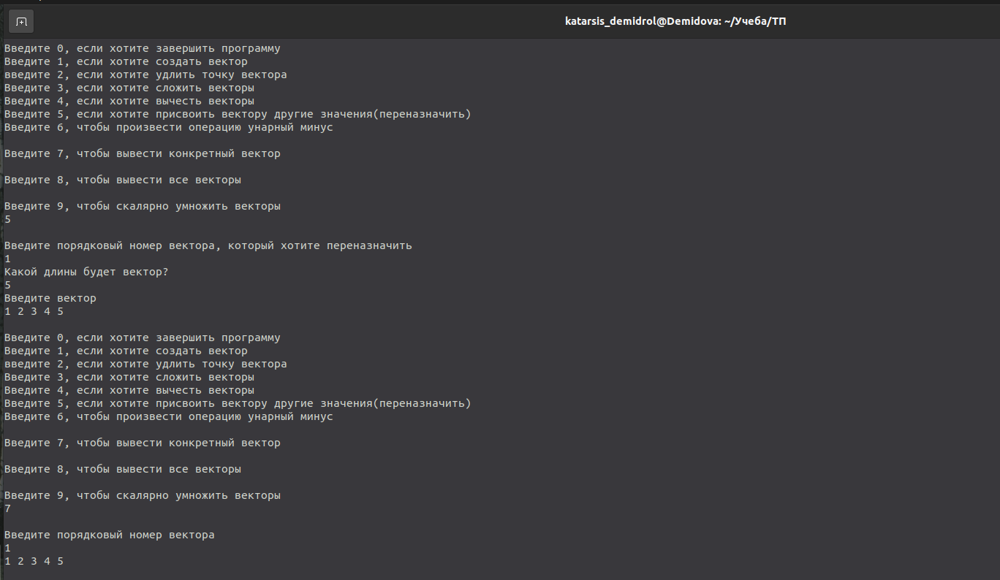 katarsis_demidrol@Demidova: ~/Учеба/ТП
Введите 0, если хотите завершить программу
Введите 1, если хотите создать вектор
введите 2, если хотите удлить точку вектора
Введите 3, если хотите сложить векторы
Введите 4, если хотите вычесть векторы
Введите 5, если хотите присвоить вектору другие значения(переназначить)
Введите 6, чтобы произвести операцию унарный минус
Введите 7, чтобы вывести конкретный вектор
Введите 8, чтобы вывести все векторы
Введите 9, чтобы скалярно умножить векторы
5
Введите порядковый номер вектора, который хотите переназначить
1
Какой длины будет вектор?
5
Введите вектор
1 2 3 4 5
Введите 0, если хотите завершить программу
Введите 1, если хотите создать вектор
введите 2, если хотите удлить точку вектора
Введите 3, если хотите сложить векторы
Введите 4, если хотите вычесть векторы
Введите 5, если хотите присвоить вектору другие значения(переназначить)
Введите 6, чтобы произвести операцию унарный минус
Введите 7, чтобы вывести конкретный вектор
Введите 8, чтобы вывести все векторы
Введите 9, чтобы скалярно умножить векторы
7
Введите порядковый номер вектора
1
1 2 3 4 5